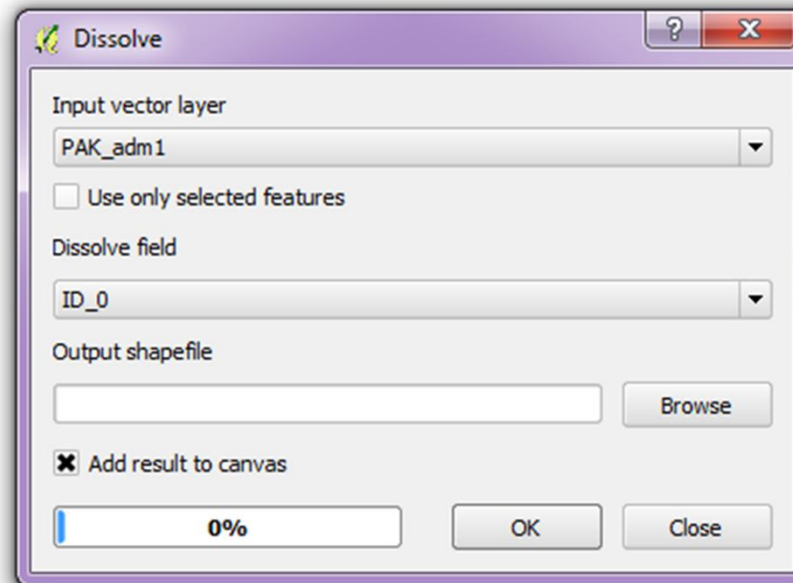 Dissolve
?
Input vector layer
PAK_adm1
Use only selected features
Dissolve field
ID_0
Output shapefile
Browse
Add result to canvas
0%
OK
Close